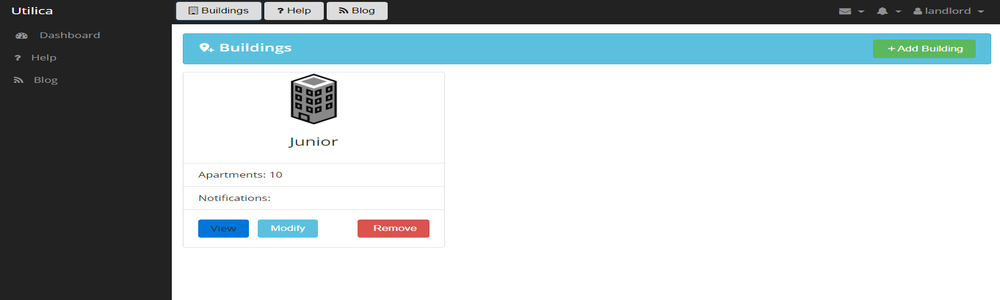 Utilica
Buildings
? Help
Blog
landlord
Dashboard
? Help
Blog
Buildings
+ Add Building
Junior
Apartments: 10
Notifications:
View
Modify
Remove